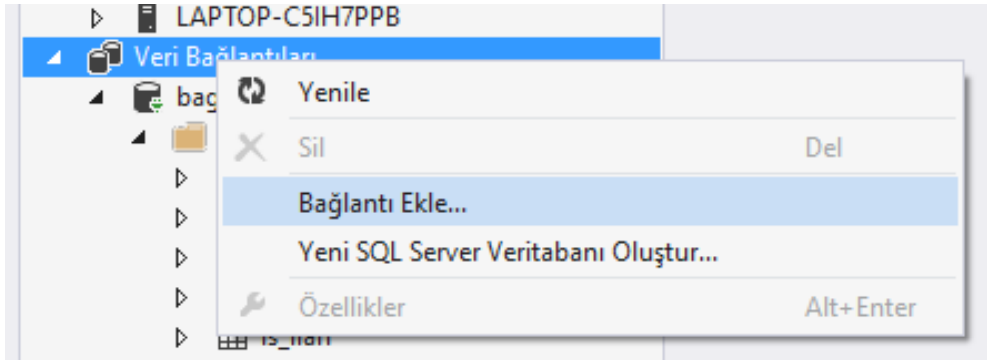 LAPTOP-C5IH7PPB
Veri Bağlantıları
Yenile
Sil Del
Bağlantı Ekle...
Yeni SQL Server Veritabanı Oluştur...
Özellikler Alt+Enter